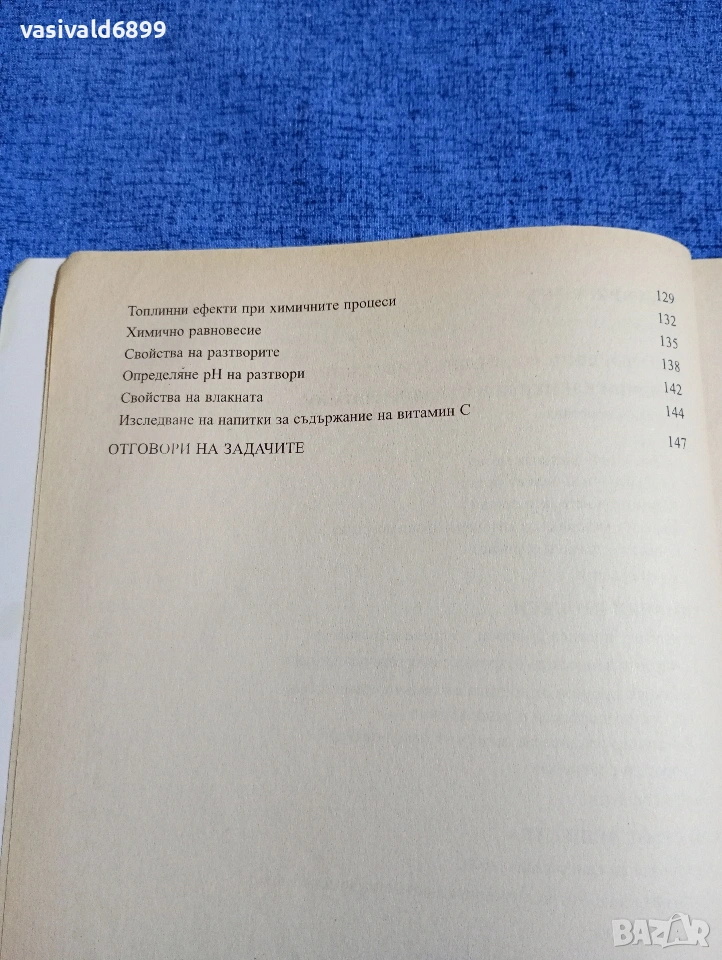 vasivald6899
Топлинни ефекти при химичните процеси 129
Химично равновесие 132
Свойства на разтворите 135
Определяне pH на разтвори 138
Свойства на влакната 142
Изследване на напитки за съдържание на витамин С 144
ОТГОВОРИ НА ЗАДАЧИТЕ 147
BAZAR